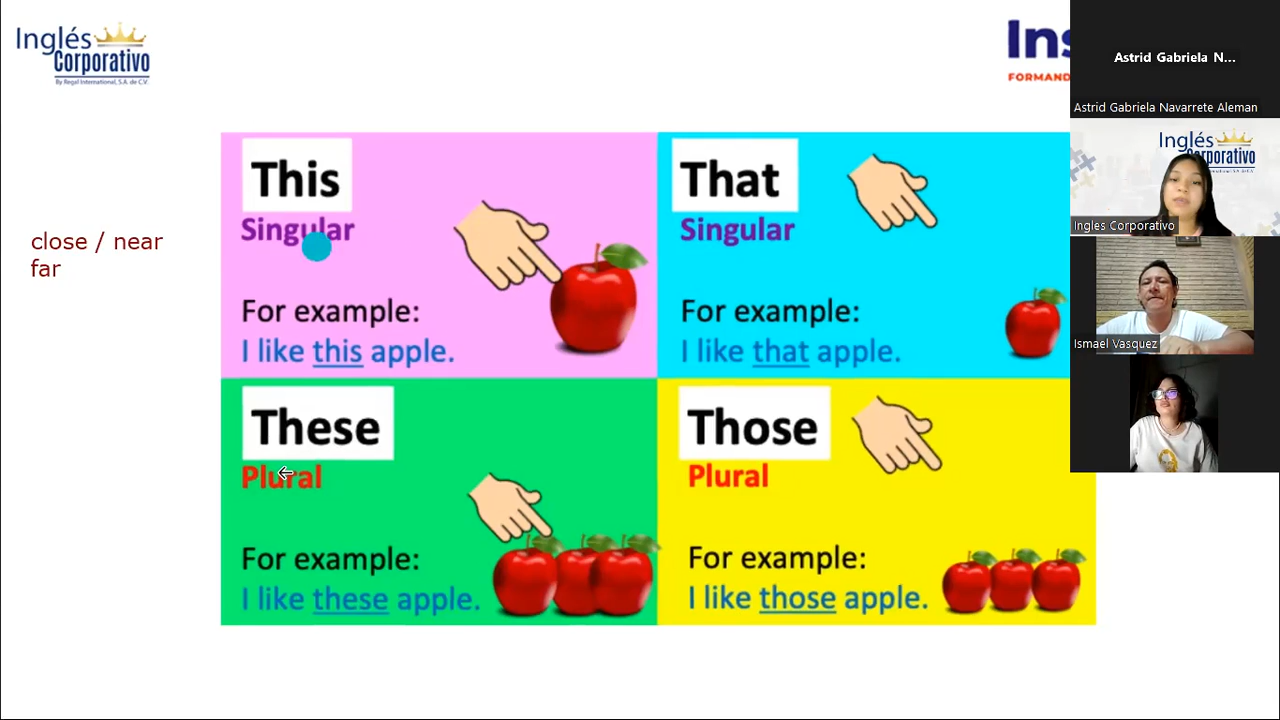 Inglés
Corporativo
By Regal International, S.A. de C.V.
Ins
FORMAND
close / near
far
This
Singular
For example:
I like this apple.
That
Singular
For example:
I like that apple.
These
Plural
For example:
I like these apple.
Those
Plural
For example:
I like those apple.
Astrid Gabriela N...
Astrid Gabriela Navarrete Aleman
Inglés
Corporativo
Ingles Corporativo
Ismael Vasquez